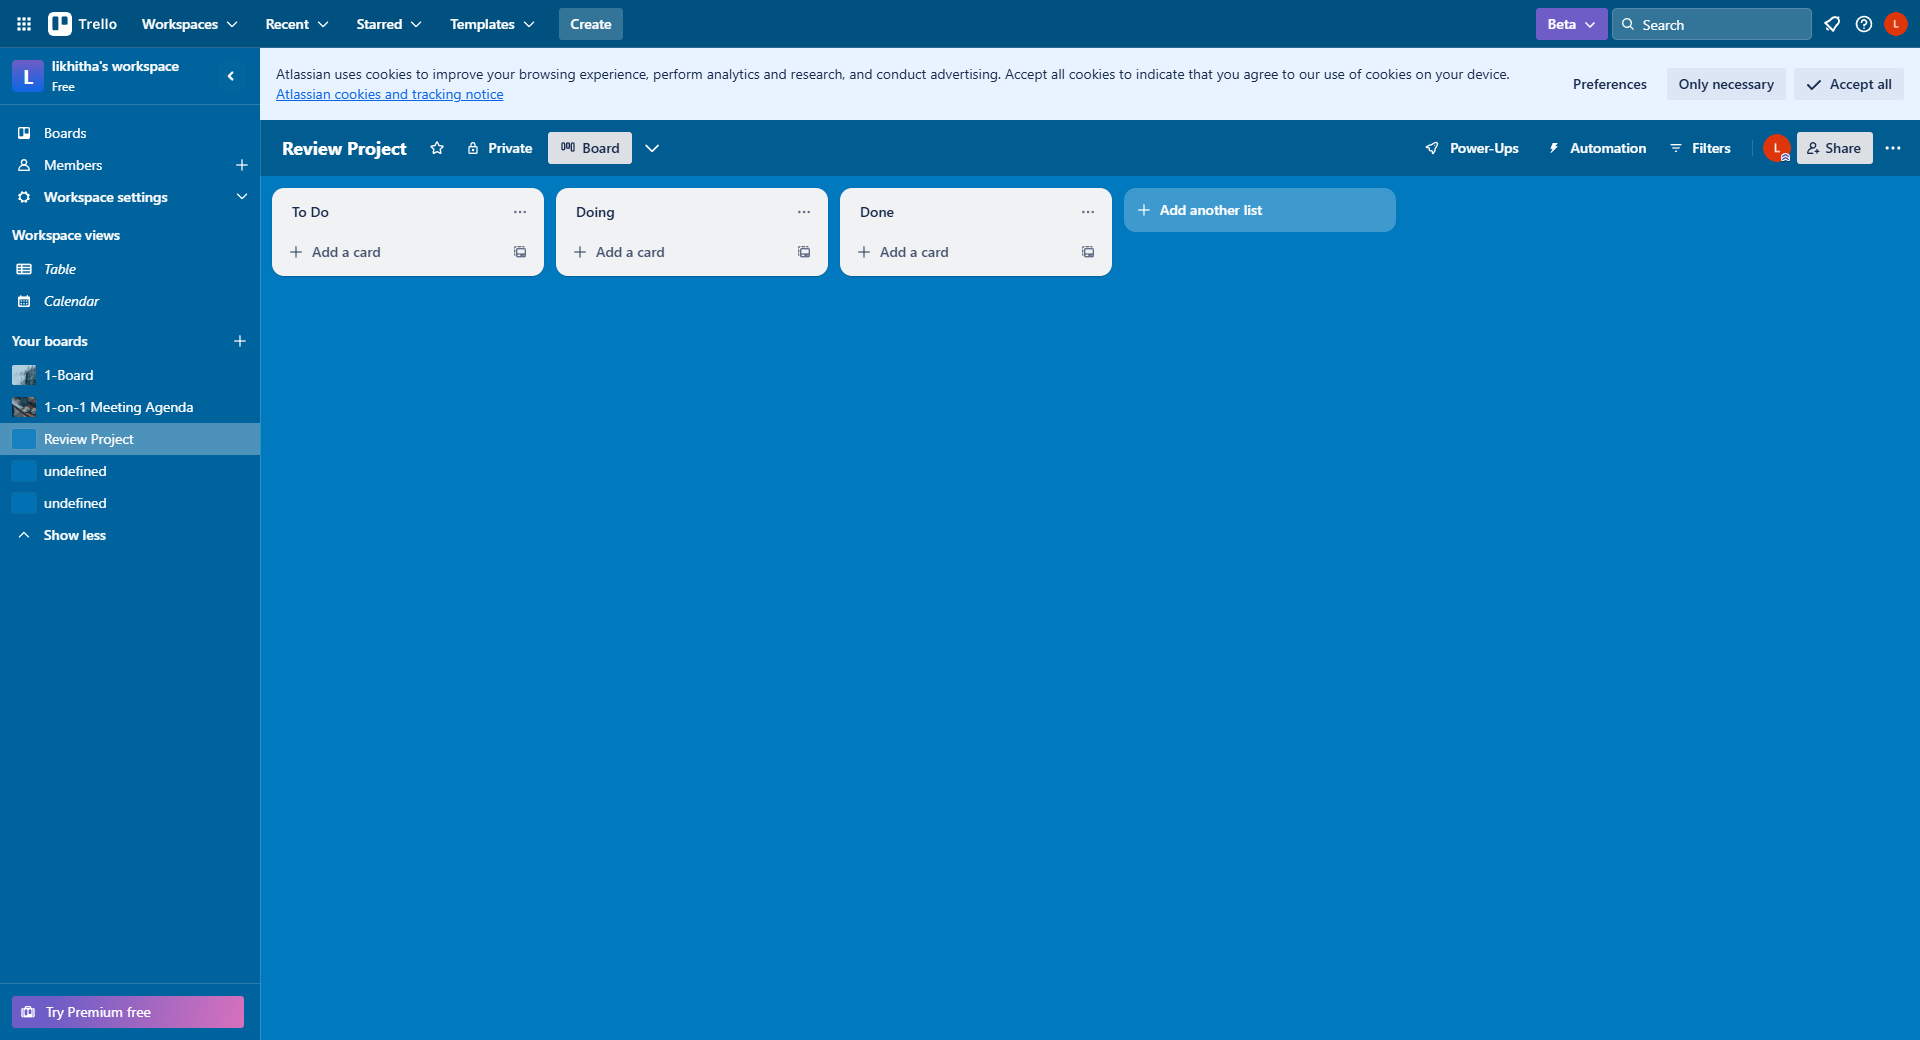 Trello
Workspaces
Recent
Starred
Templates
Create
Beta
Search
L
L
likhitha's workspace
Free
Atlassian uses cookies to improve your browsing experience, perform analytics and research, and conduct advertising. Accept all cookies to indicate that you agree to our use of cookies on your device.
Atlassian cookies and tracking notice
Preferences
Only necessary
Accept all
Boards
Members
Workspace settings
Workspace views
Table
Calendar
Your boards
1-Board
1-on-1 Meeting Agenda
Review Project
undefined
undefined
Show less
Try Premium free
Review Project
Private
Board
Power-Ups
Automation
Filters
L
Share
To Do
Add a card
Doing
Add a card
Done
Add a card
Add another list